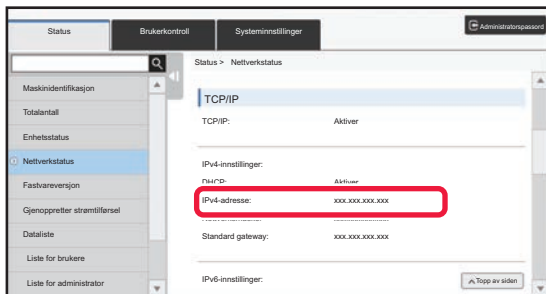 Status
Brukerkontroll
Systeminnstillinger
Administratorspassord
Status > Nettverkstatus
Maskinidentifikasjon
Totalantall
Enhetsstatus
Nettverkstatus
Fastvareversjon
Gjenoppretter strømtilførsel
Dataliste
Liste for brukere
Liste for administrator
TCP/IP
TCP/IP: Aktiver
IPv4-innstillinger:
DHCP: Aktiver
IPv4-adresse: xxx.xxx.xxx.xxx
Standard gateway: xxx.xxx.xxx.xxx
IPv6-innstillinger:
Topp av siden